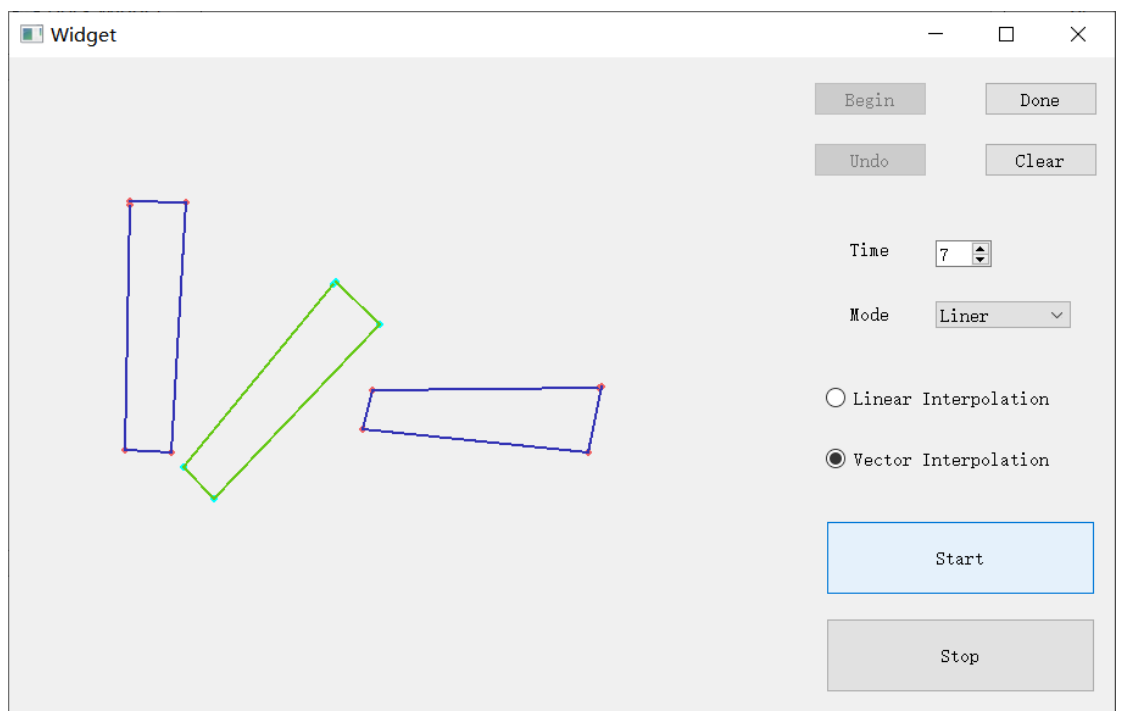 Widget
Begin
Done
Undo
Clear
Time
7
Mode
Liner
Linear Interpolation
Vector Interpolation
Start
Stop